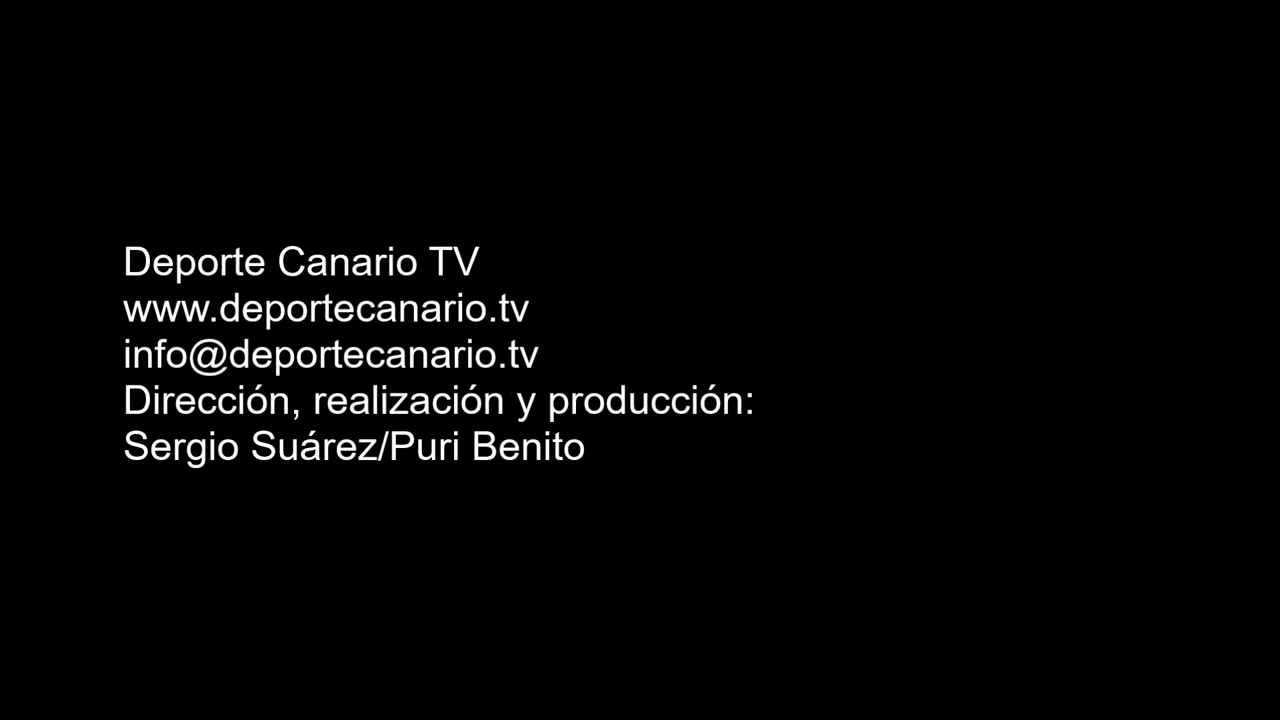 Deporte Canario TV
www.deportecanario.tv
info@deportecanario.tv
Dirección, realización y producción:
Sergio Suárez/Puri Benito